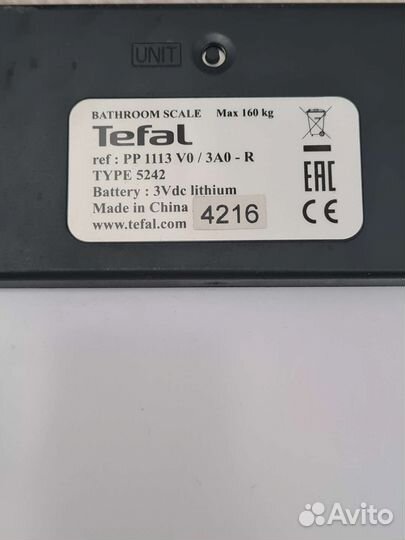 UNIT
BATHROOM SCALE Max 160 kg
Tefal
ref : PP 1113 V0 / 3A0 - R
TYPE 5242
Battery : 3Vdc lithium
Made in China 4216
www.tefal.com
EAC
CE
Avito